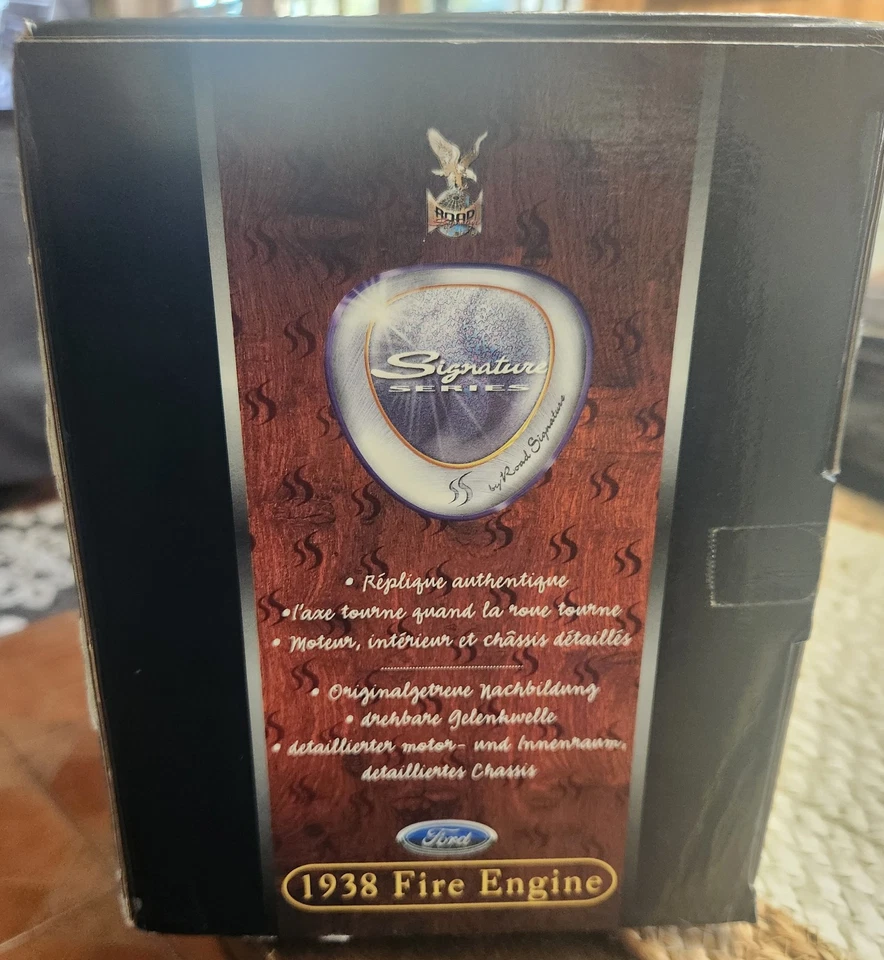 ROAD
Signature
SERIES
by Road Signature
SS
• Réplique authentique
• l'axe tourne quand la roue tourne
• Moteur, intérieur et châssis détaillés
• Originalgetreue Nachbildung
• drehbare Gelenkwelle
• detaillierter motor- und Innenraum,
detailliertes Chassis
Ford
1938 Fire Engine